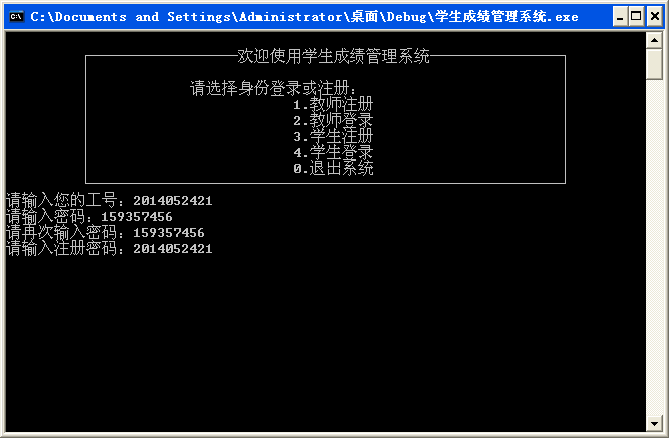 C:\Documents and Settings\Administrator\桌面\Debug\学生成绩管理系统.exe
欢迎使用学生成绩管理系统
请选择身份登录或注册：
1.教师注册
2.教师登录
3.学生注册
4.学生登录
0.退出系统
请输入您的工号：2014052421
请输入密码：159357456
请再次输入密码：159357456
请输入注册密码：2014052421